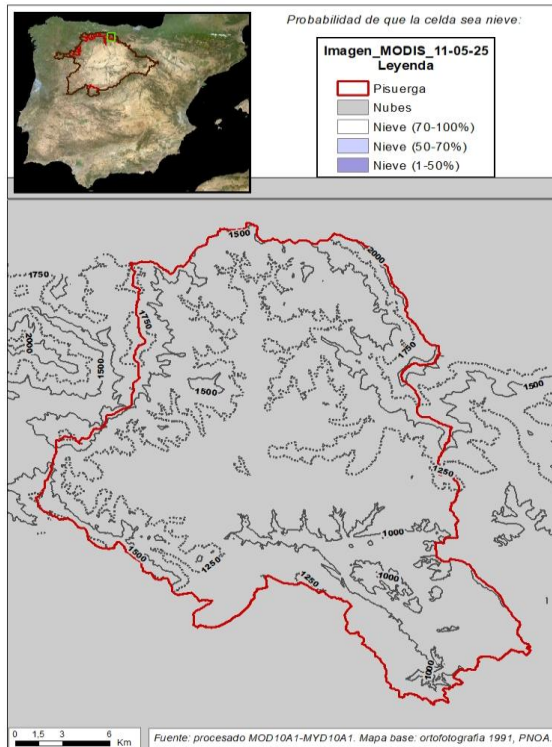 Probabilidad de que la celda sea nieve:
Imagen_MODIS_11-05-25
Leyenda
Pisuerga
Nubes
Nieve (70-100%)
Nieve (50-70%)
Nieve (1-50%)
1500
2000
1750
1750
2000
1500
1750
1500
1500
1250
1000
1500
1250
1250
1000
1000
0 1,5 3 6
Km
Fuente: procesado MOD10A1-MYD10A1. Mapa base: ortofotografía 1991, PNOA.